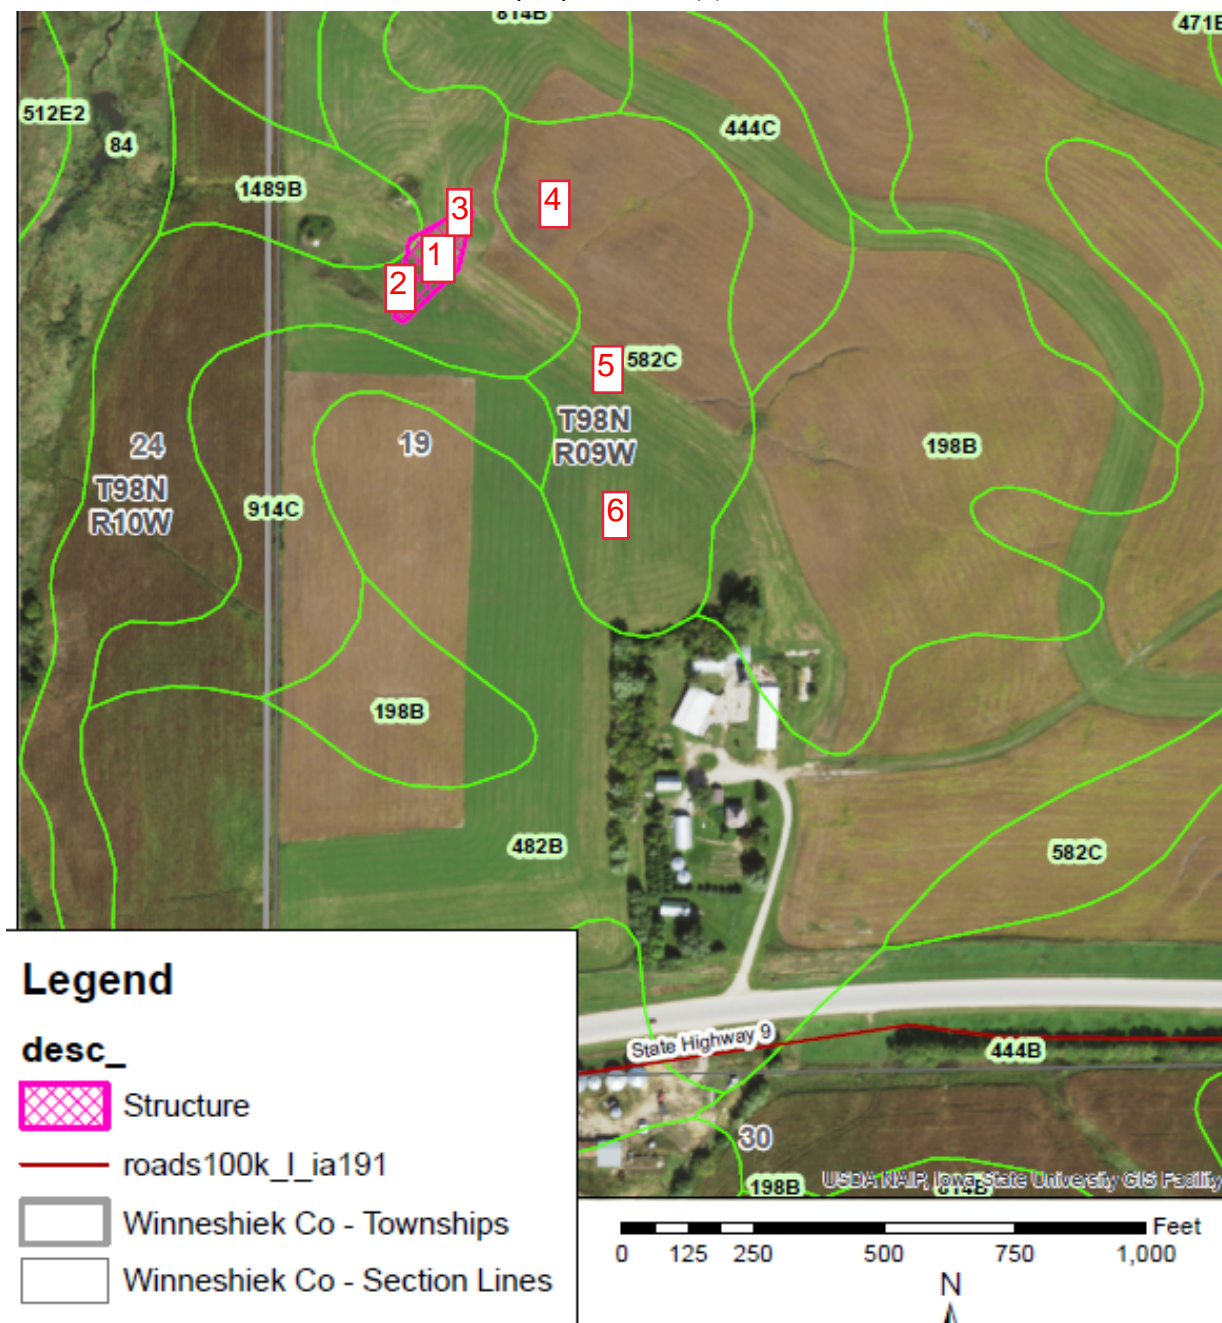 814B
471B
512E2
84
444C
1489B
3
4
1
2
5
582C
T98N
R09W
24
19
198B
T98N
R10W
914C
6
198B
482B
582C
State Highway 9
444B
30
198B
814B
USDA NAIP, Iowa State University GIS Facility
Legend
desc_
Structure
roads100k_l_ia191
Winneshiek Co - Townships
Winneshiek Co - Section Lines
Feet
0 125 250 500 750 1,000
N